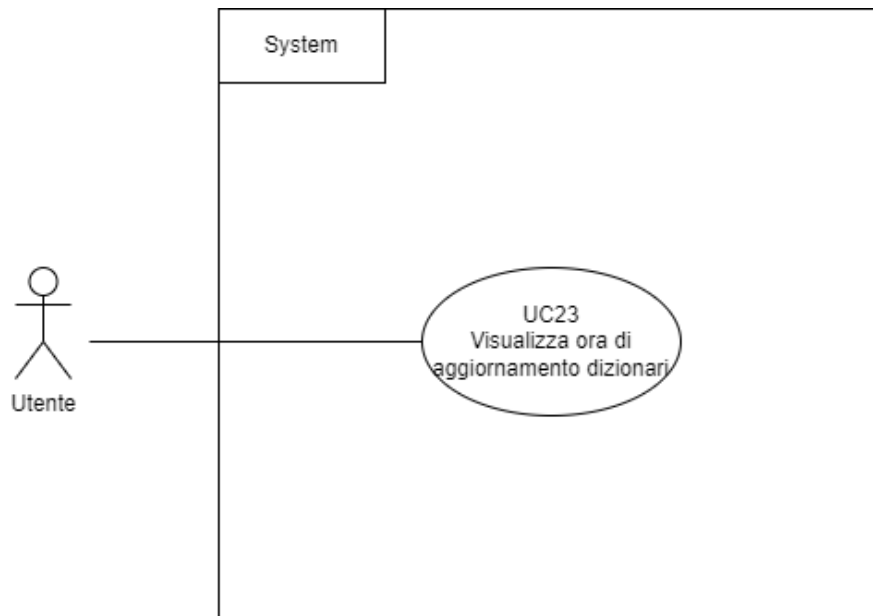 System
UC23
Visualizza ora di
aggiornamento dizionari
Utente